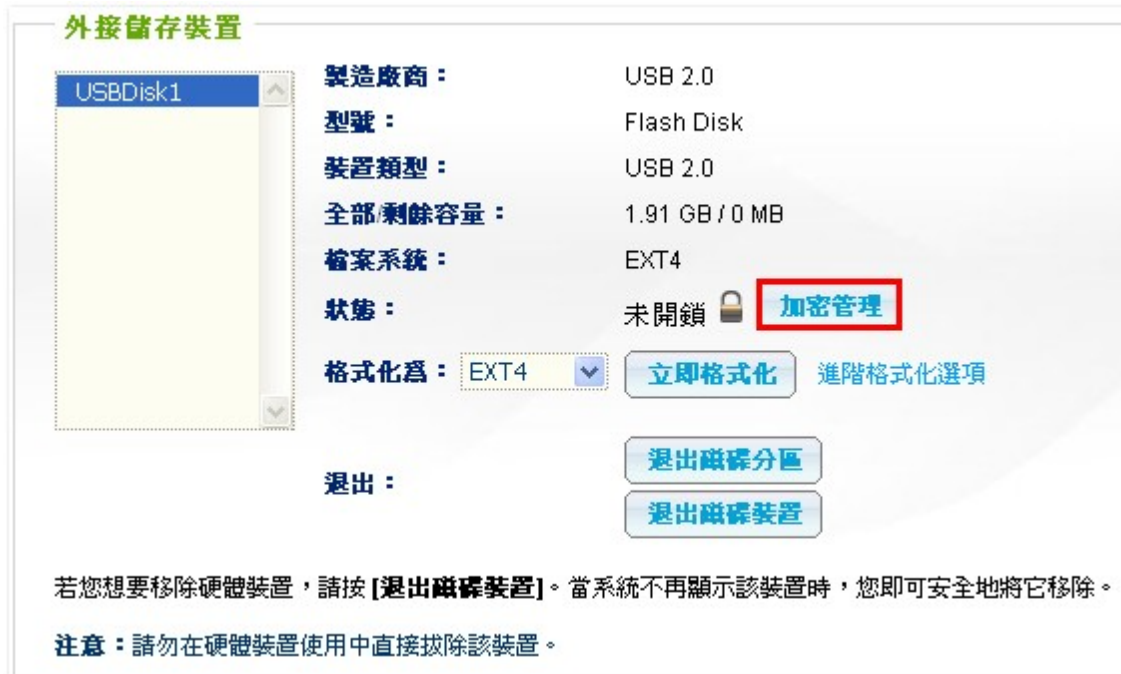 外接儲存裝置
USBDisk1
製造廠商： USB 2.0
型號： Flash Disk
裝置類型： USB 2.0
全部/剩餘容量： 1.91 GB / 0 MB
檔案系統： EXT4
狀態： 未開鎖 加密管理
格式化為： EXT4 立即格式化 進階格式化選項
退出： 退出磁碟分區
退出磁碟裝置
若您想要移除硬體裝置，請按 [退出磁碟裝置]。當系統不再顯示該裝置時，您即可安全地將它移除。
注意：請勿在硬體裝置使用中直接拔除該裝置。